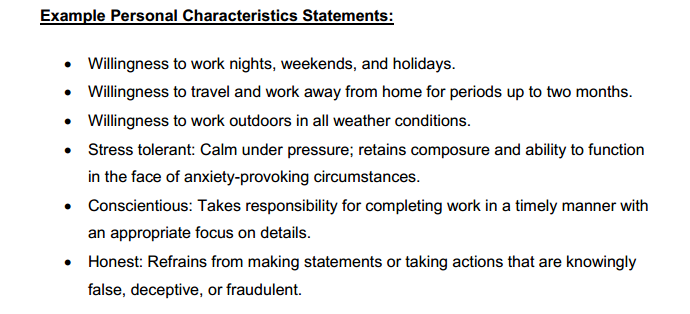 Example Personal Characteristics Statements:
• Willingness to work nights, weekends, and holidays.
• Willingness to travel and work away from home for periods up to two months.
• Willingness to work outdoors in all weather conditions.
• Stress tolerant: Calm under pressure; retains composure and ability to function
in the face of anxiety-provoking circumstances.
• Conscientious: Takes responsibility for completing work in a timely manner with
an appropriate focus on details.
• Honest: Refrains from making statements or taking actions that are knowingly
false, deceptive, or fraudulent.